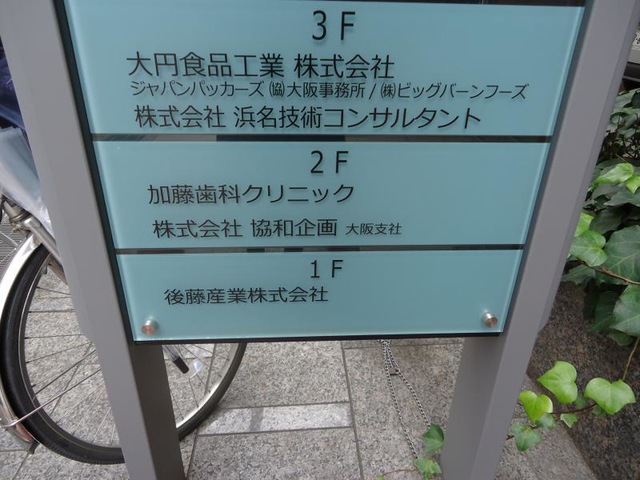 3F
大円食品工業 株式会社
ジャパンパッカーズ㈿大阪事務所/㈱ビッグバーンフーズ
株式会社 浜名技術コンサルタント
2F
加藤歯科クリニック
株式会社 協和企画 大阪支社
1F
後藤産業株式会社